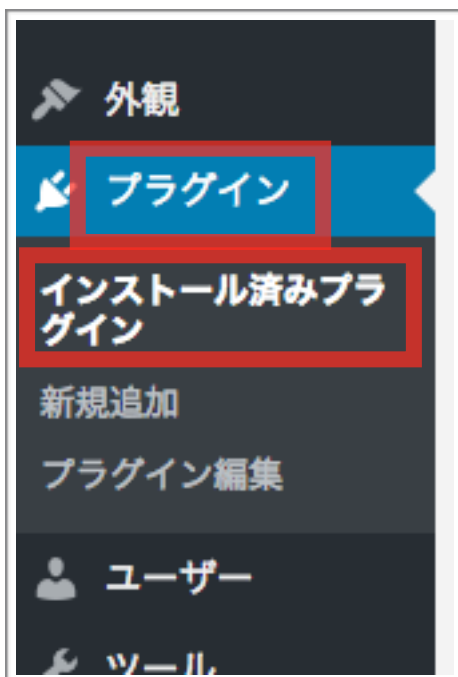 外観
プラグイン
インストール済みプラ
グイン
新規追加
プラグイン編集
ユーザー
ツール